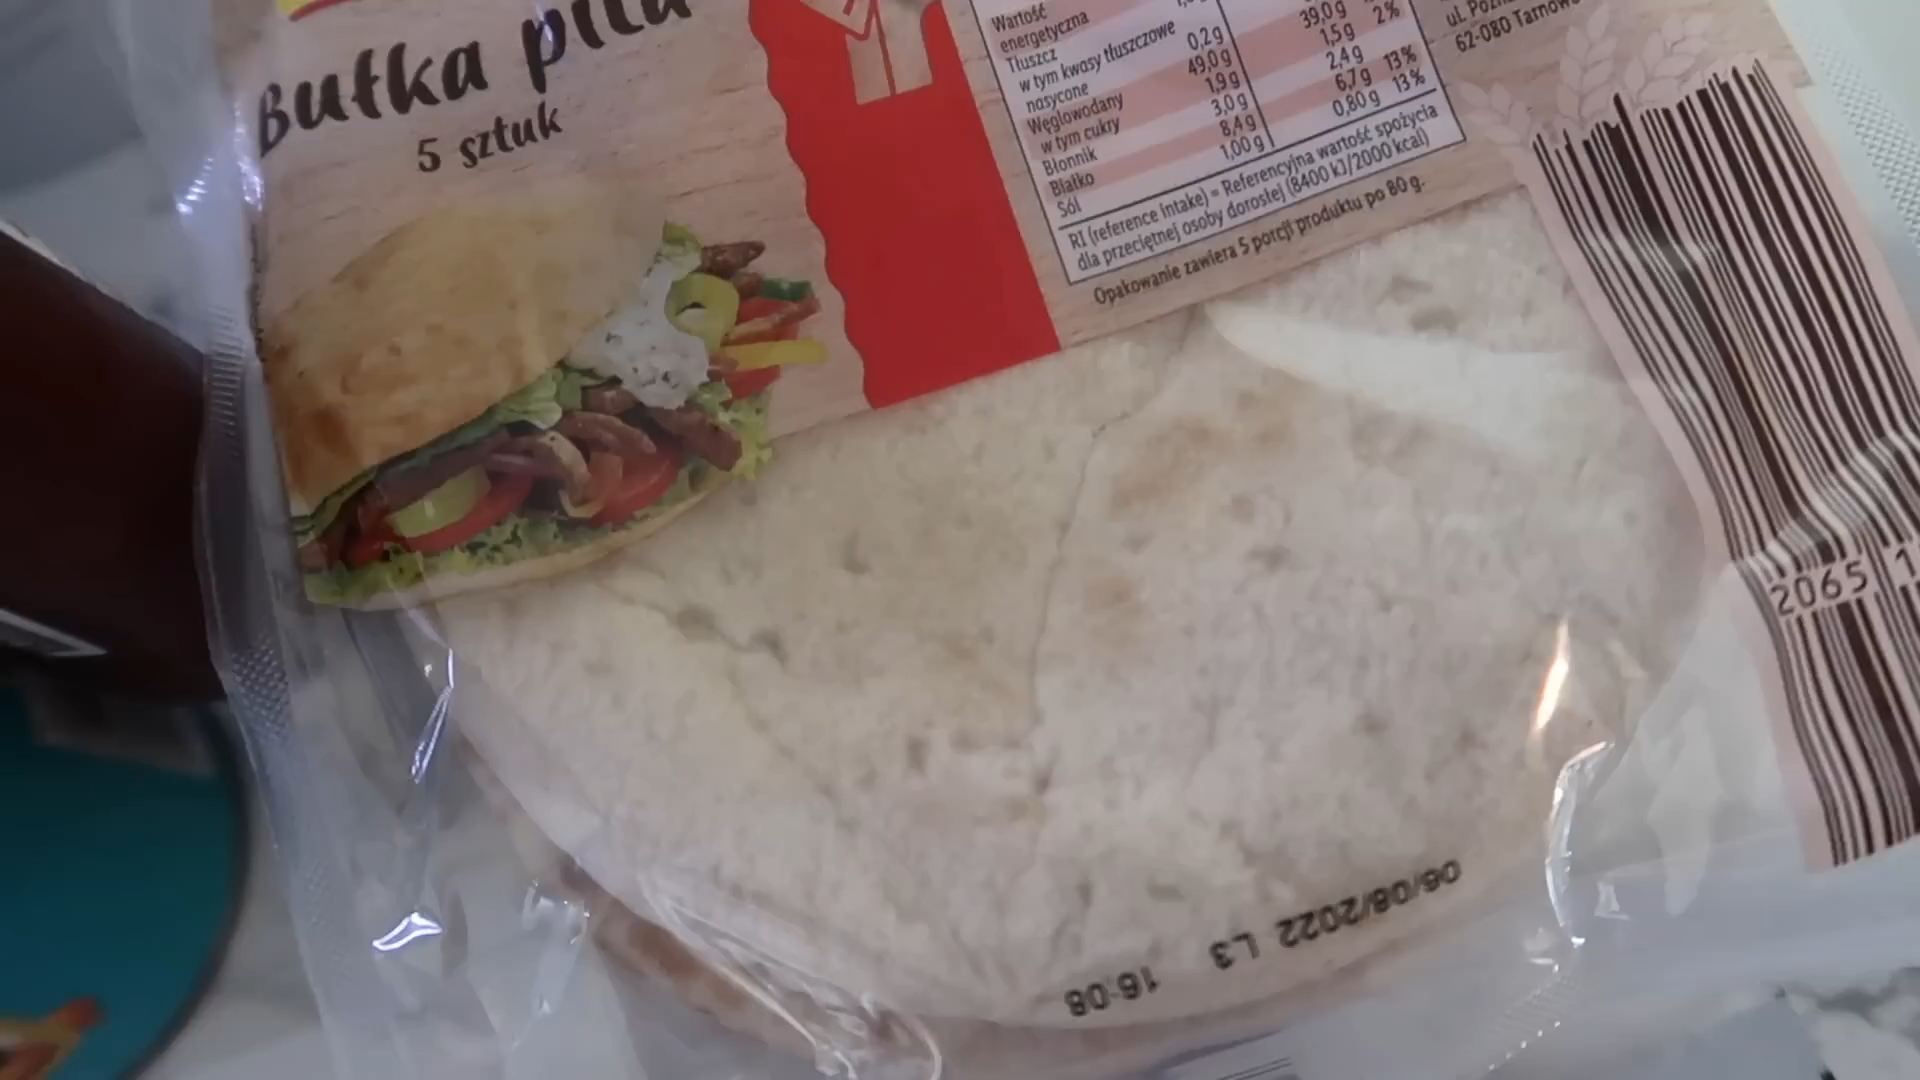 Bułka pita
5 sztuk
Wartość
energetyczna
Tłuszcz
w tym kwasy tłuszczowe
nasycone 0,2 g
Węglowodany 49,0 g 39,0 g
w tym cukry 1,9 g 1,5 g 2%
Błonnik 3,0 g 2,4 g
Białko 8,4 g 6,7 g 13%
Sól 1,00 g 0,80 g 13%
RI (reference intake) = Referencyjna wartość spożycia
dla przeciętnej osoby dorosłej (8400 kJ/2000 kcal)
Opakowanie zawiera 5 porcji produktu po 80 g.
ul.
62-080
2065 1
06/08/2022 L3 16:08